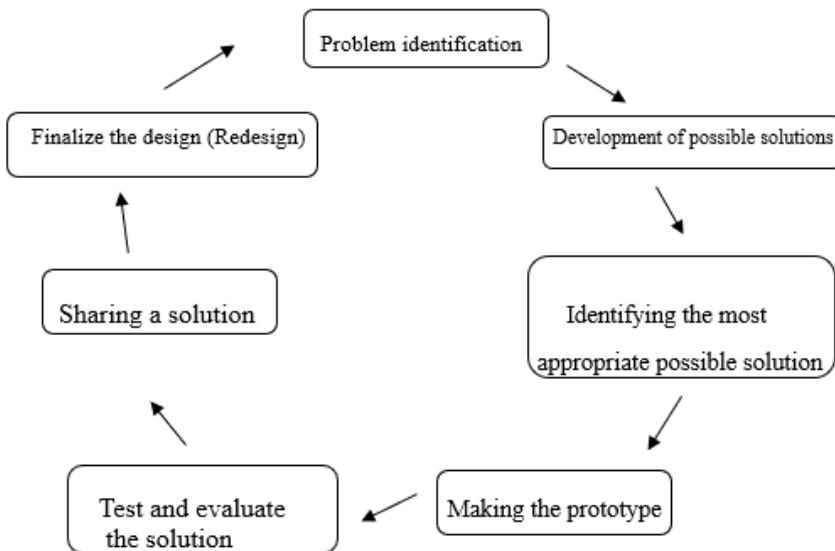 Problem identification
Development of possible solutions
Identifying the most
appropriate possible solution
Making the prototype
Test and evaluate
the solution
Sharing a solution
Finalize the design (Redesign)